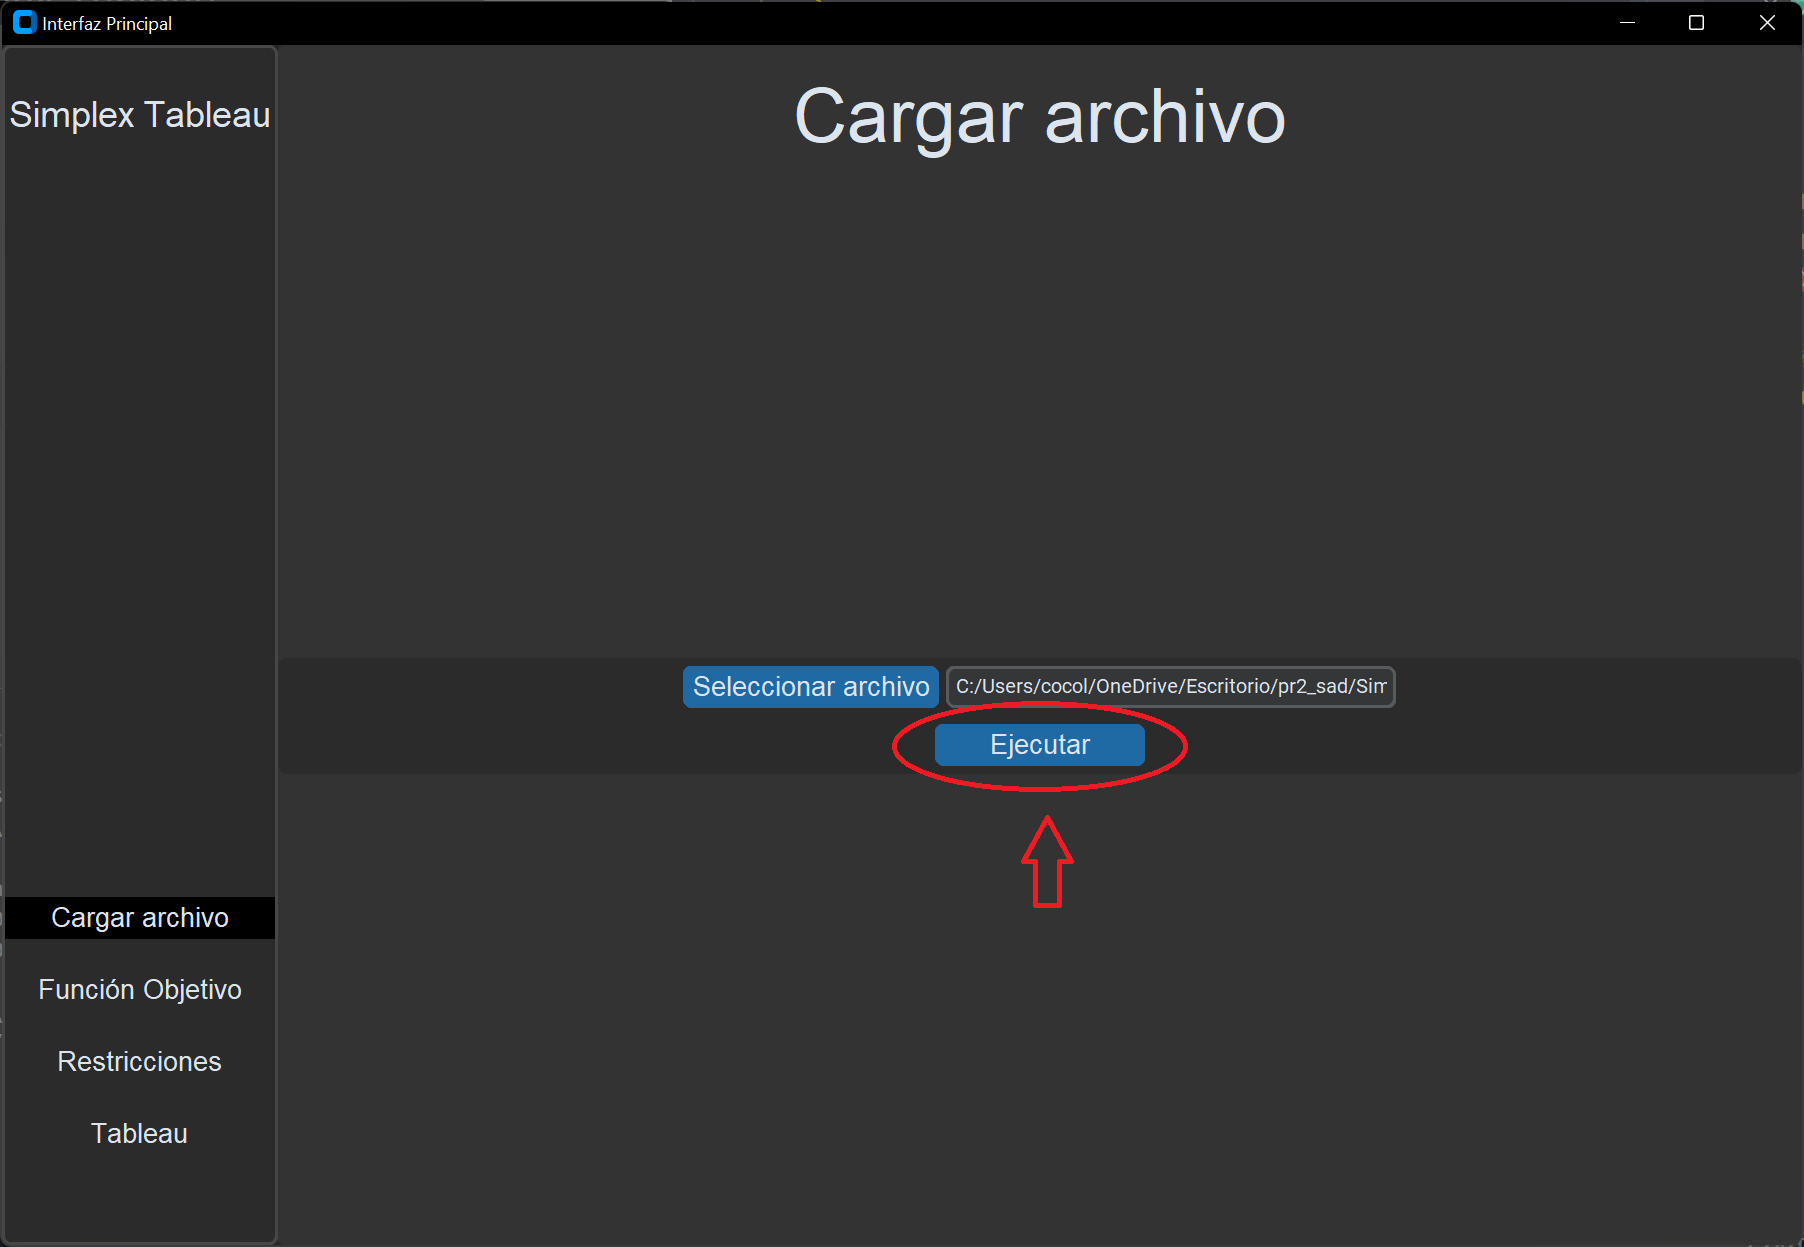 Interfaz Principal
Simplex Tableau
Cargar archivo
Seleccionar archivo
C:/Users/cocol/OneDrive/Escritorio/pr2_sad/Sim
Ejecutar
Cargar archivo
Función Objetivo
Restricciones
Tableau